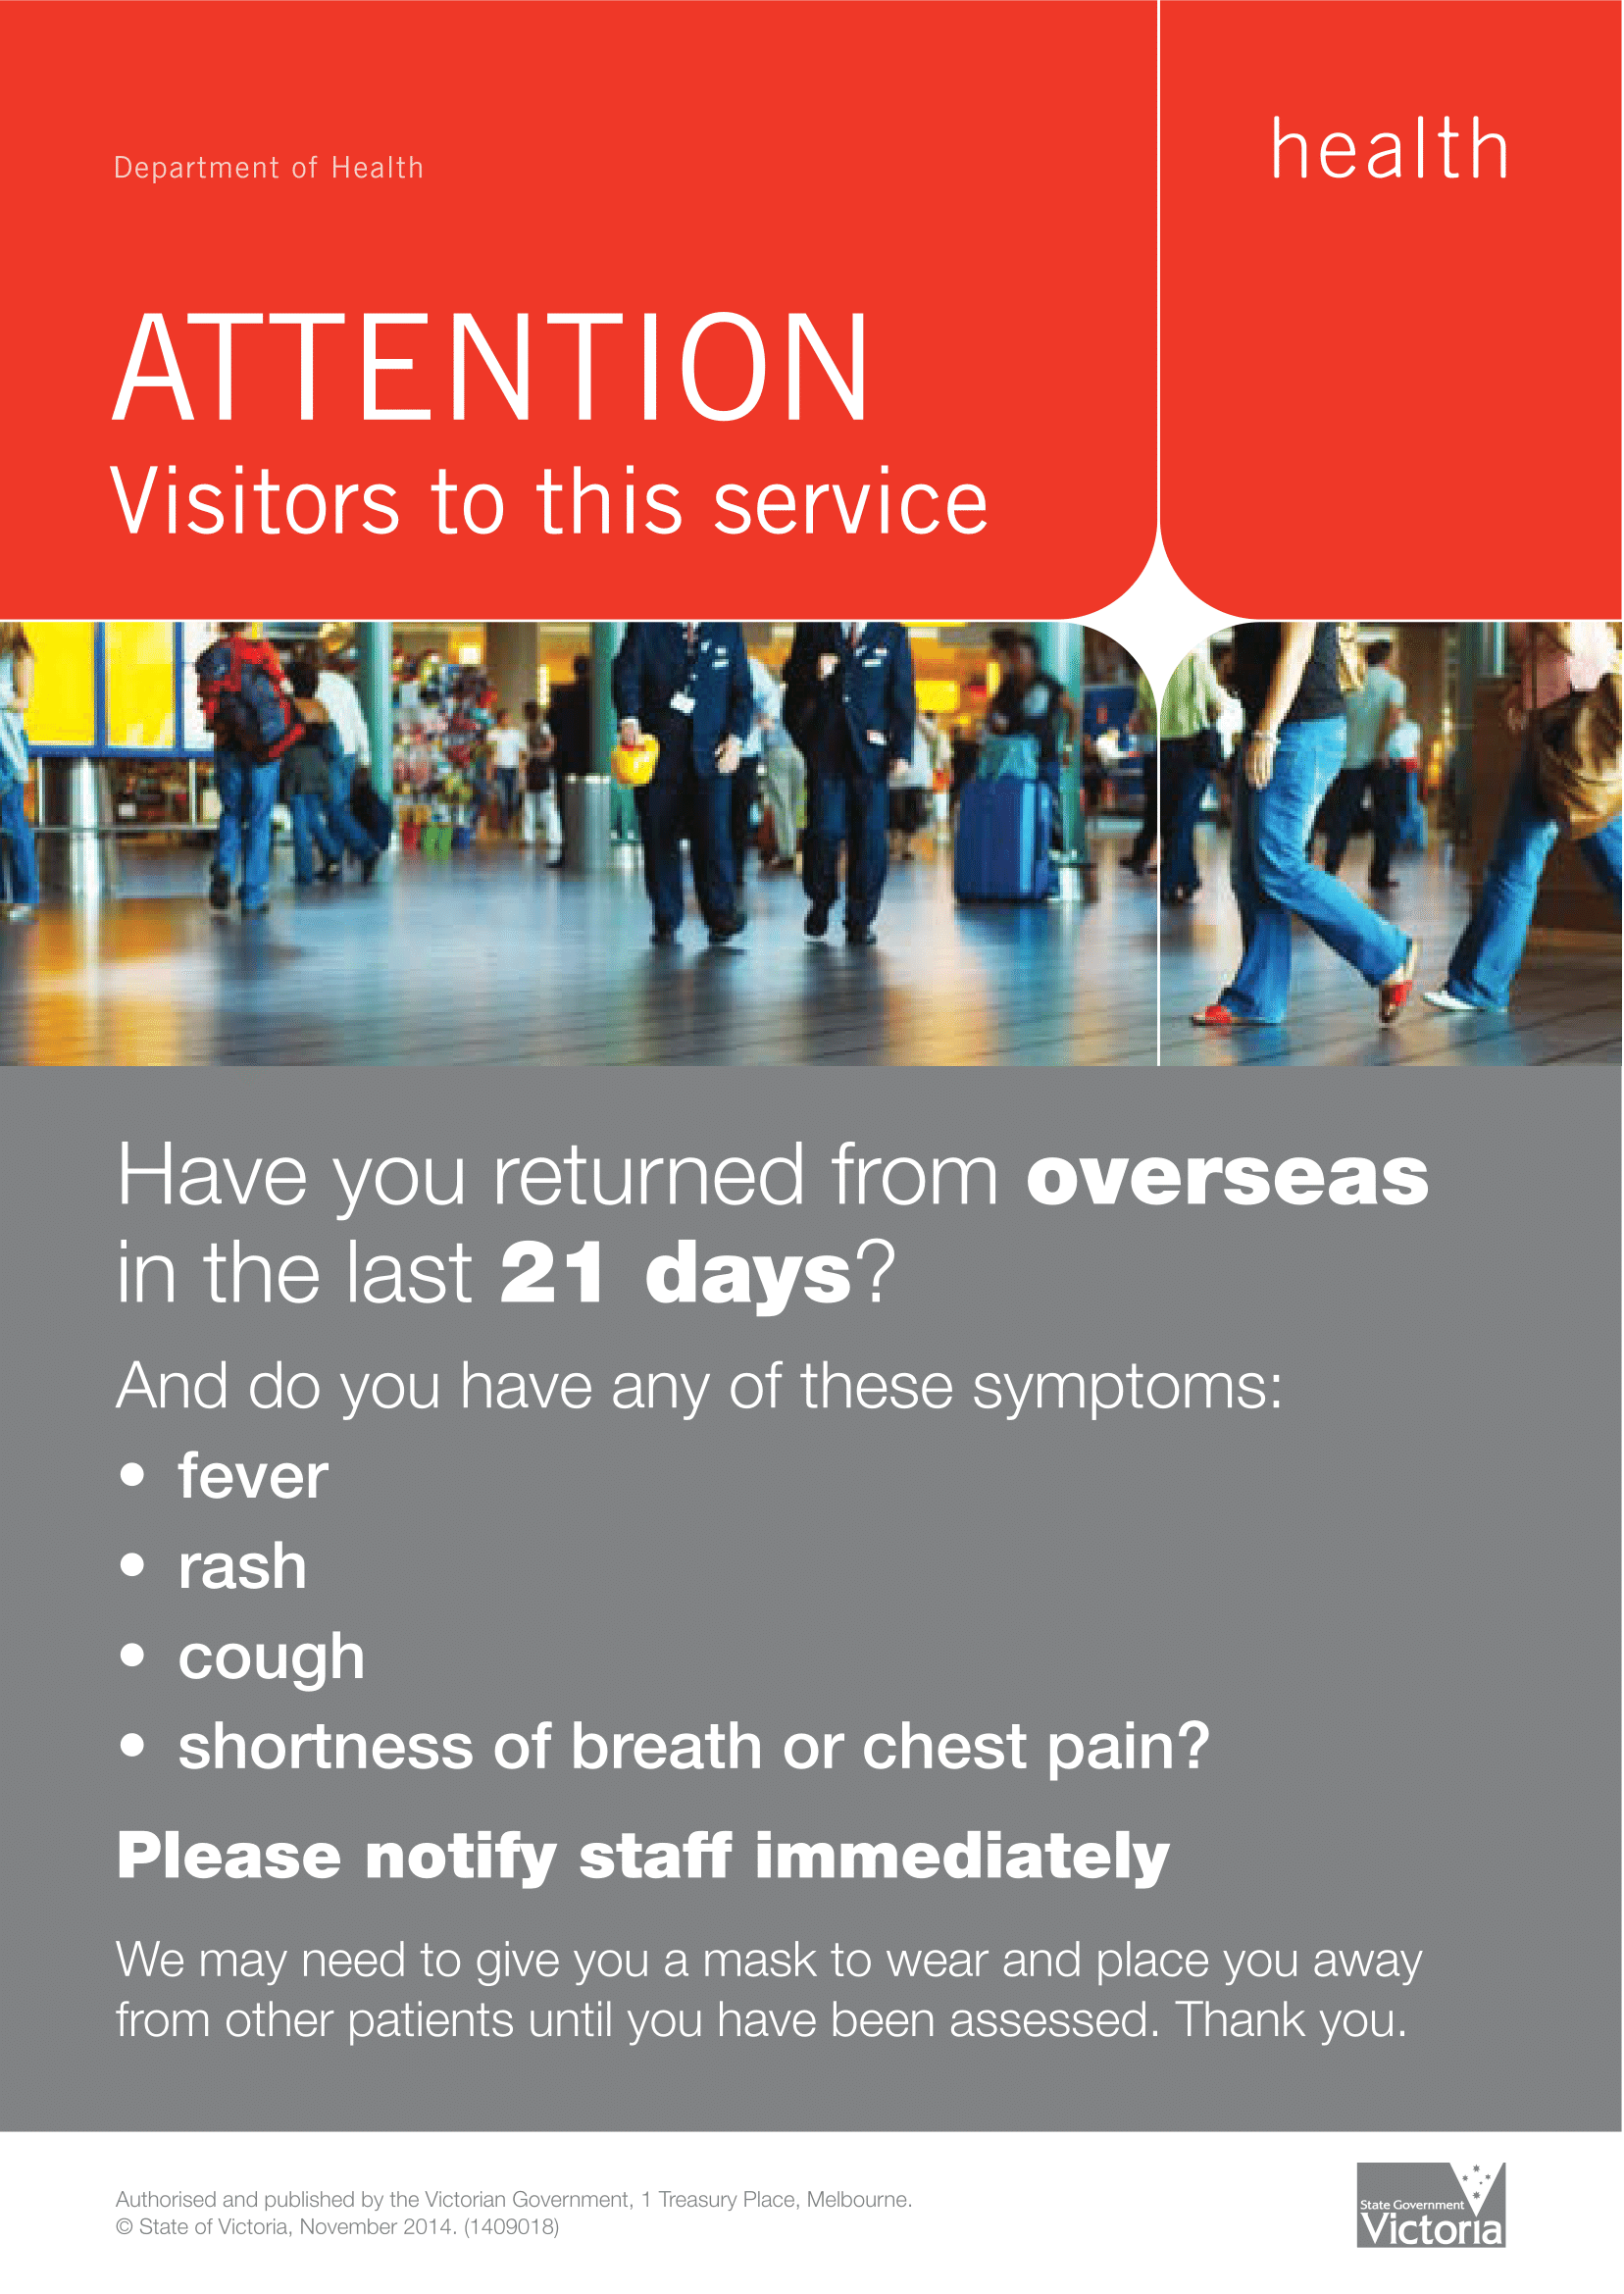 Department of Health
health
ATTENTION
Visitors to this service
Have you returned from overseas
in the last 21 days?
And do you have any of these symptoms:
• fever
• rash
• cough
• shortness of breath or chest pain?
Please notify staff immediately
We may need to give you a mask to wear and place you away
from other patients until you have been assessed. Thank you.
Authorised and published by the Victorian Government, 1 Treasury Place, Melbourne.
© State of Victoria, November 2014. (1409018)
State Government
Victoria